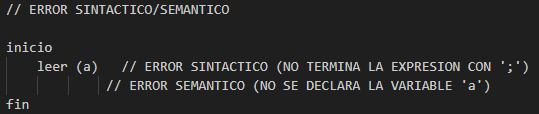 // ERROR SINTACTICO/SEMANTICO
inicio
leer (a)   // ERROR SINTACTICO (NO TERMINA LA EXPRESION CON ';')
// ERROR SEMANTICO (NO SE DECLARA LA VARIABLE 'a')
fin